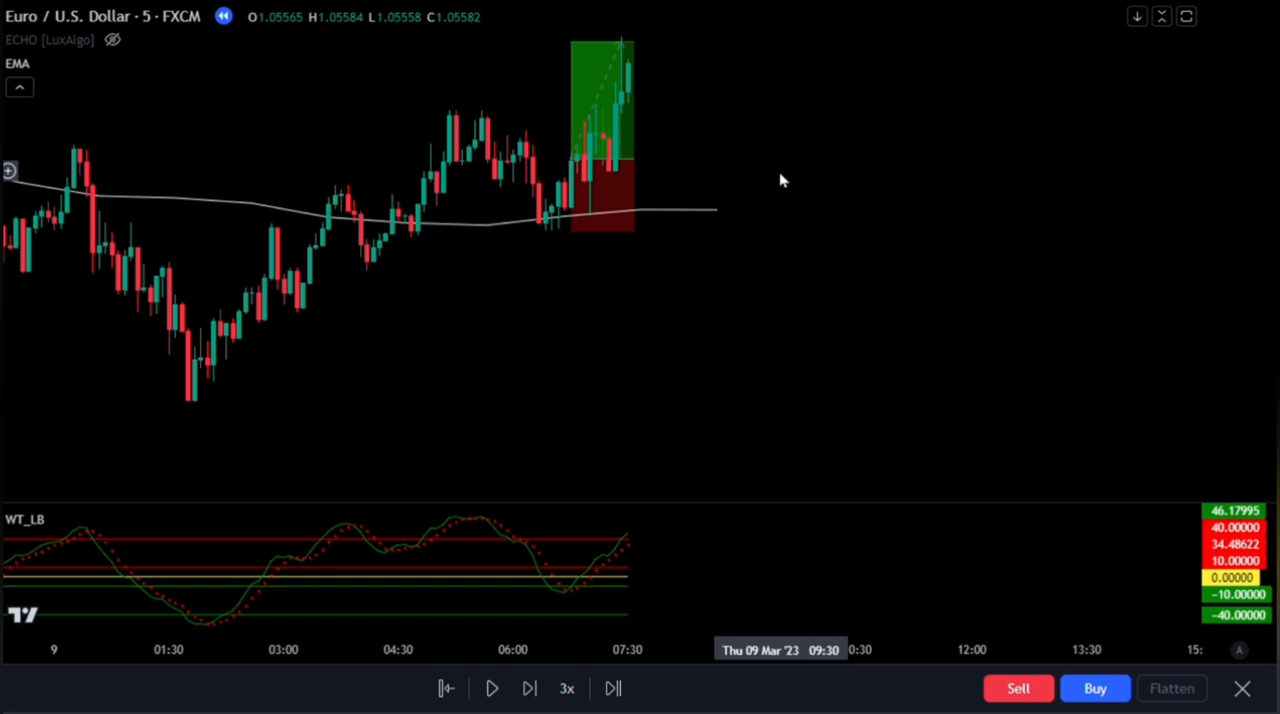 Euro / U.S. Dollar · 5 · FXCM O1.05565 H1.05584 L1.05558 C1.05582
ECHO [LuxAlgo]
EMA
WT_LB
46.17995
40.00000
34.48622
10.00000
0.00000
−10.00000
−40.00000
9 01:30 03:00 04:30 06:00 07:30 Thu 09 Mar '23 09:30 0:30 12:00 13:30 15: A
3x Sell Buy Flatten